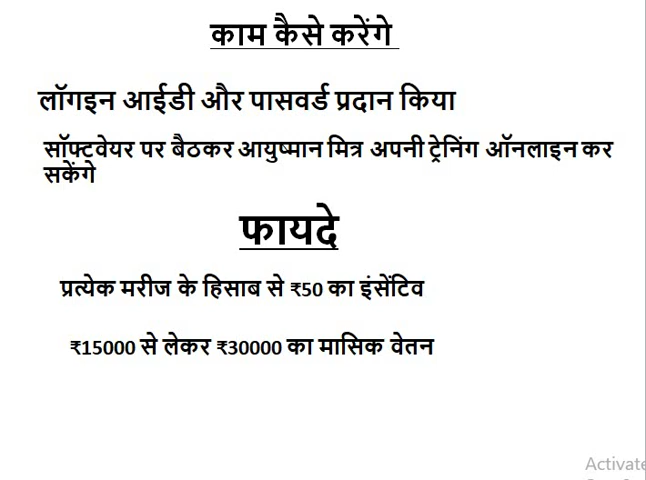 काम कैसे करेंगे
लॉगइन आईडी और पासवर्ड प्रदान किया
सॉफ्टवेयर पर बैठकर आयुष्मान मित्र अपनी ट्रेनिंग ऑनलाइन कर
सकेंगे
फायदे
प्रत्येक मरीज के हिसाब से ₹50 का इंसेंटिव
₹15000 से लेकर ₹30000 का मासिक वेतन
Activate